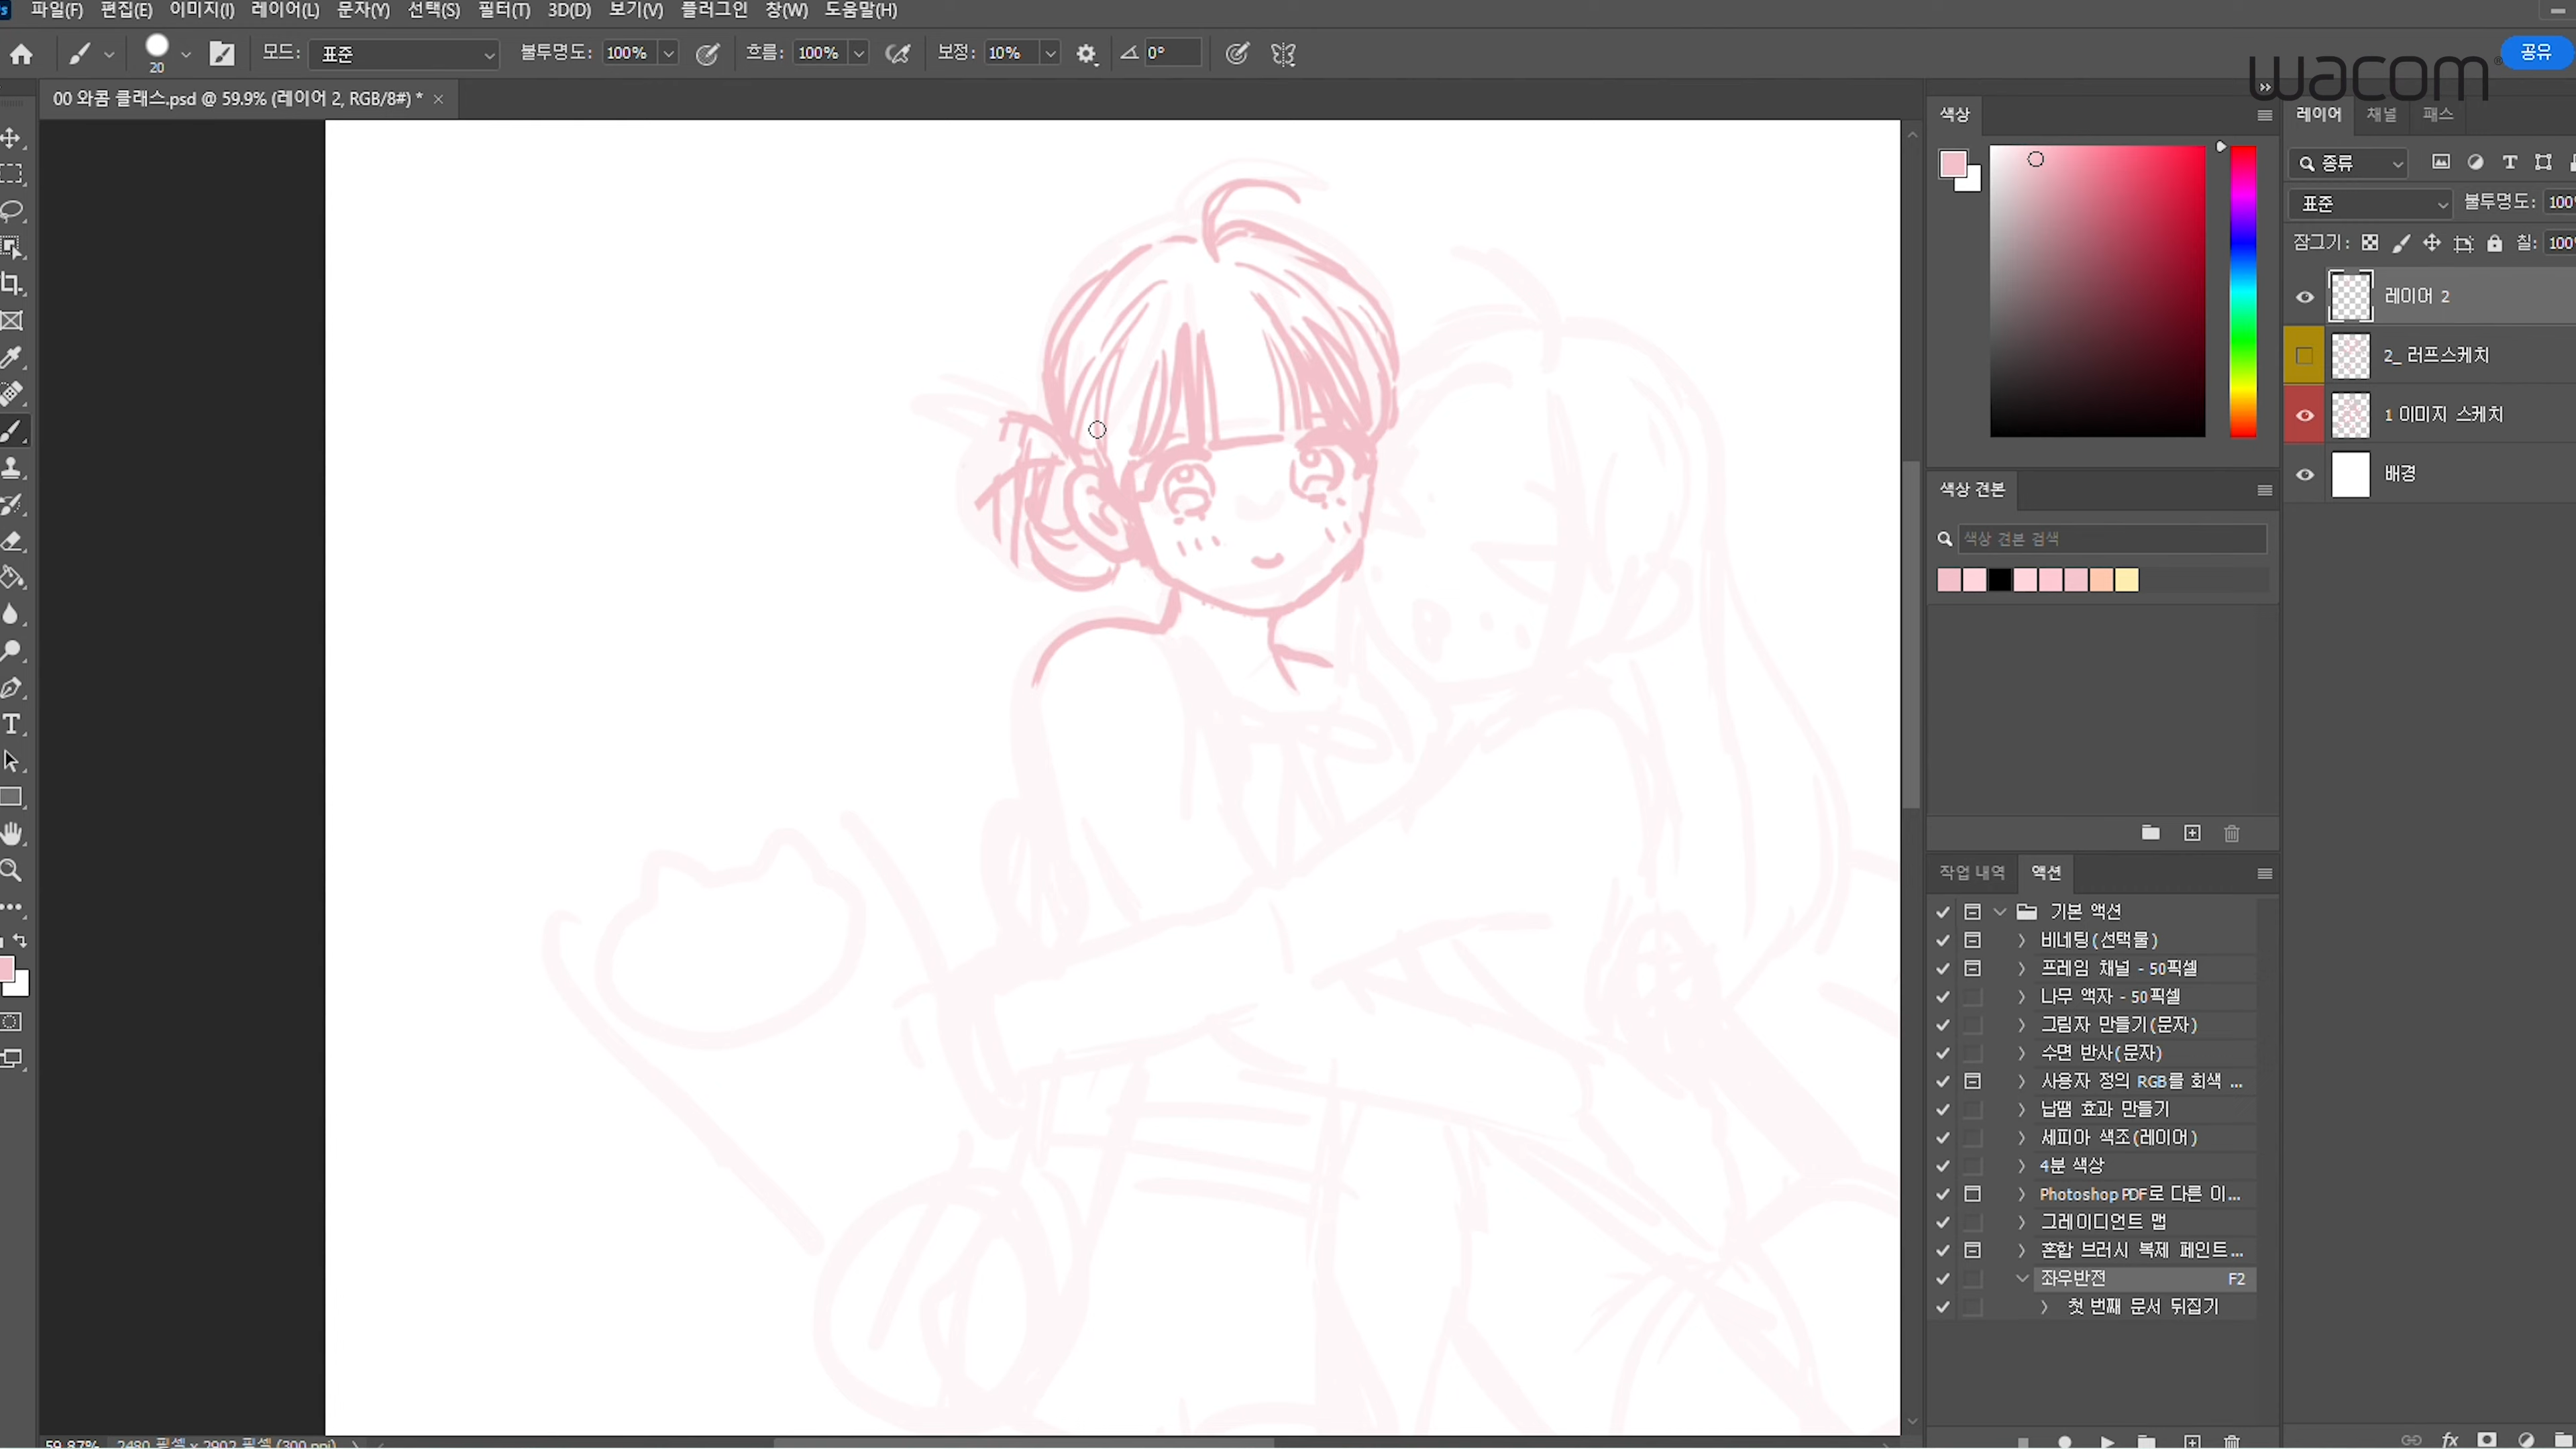 파일(F) 편집(E) 이미지(I) 레이어(L) 문자(Y) 선택(S) 필터(T) 3D(D) 보기(V) 플러그인 창(W) 도움말(H)
20 모드: 표준 불투명도: 100% 흐름: 100% 보정: 10% 0° 공유
wacom
00 와콤 클래스.psd @ 59.9% (레이어 2, RGB/8#) *
색상
레이어 채널 패스
종류
표준 불투명도: 100
잠그기: 칠: 100
레이어 2
2_ 러프스케치
1 이미지 스케치
배경
색상 견본
색상 견본 검색
작업 내역 액션
기본 액션
비네팅(선택물)
프레임 채널 - 50픽셀
나무 액자 - 50픽셀
그림자 만들기(문자)
수면 반사(문자)
사용자 정의 RGB를 회색 ...
납땜 효과 만들기
세피아 색조(레이어)
4분 색상
Photoshop PDF로 다른 이...
그레이디언트 맵
혼합 브러시 복제 페인트...
좌우반전 F2
첫 번째 문서 뒤집기
59.87% 2480 픽셀 x 2902 픽셀 (300 ppi)
fx